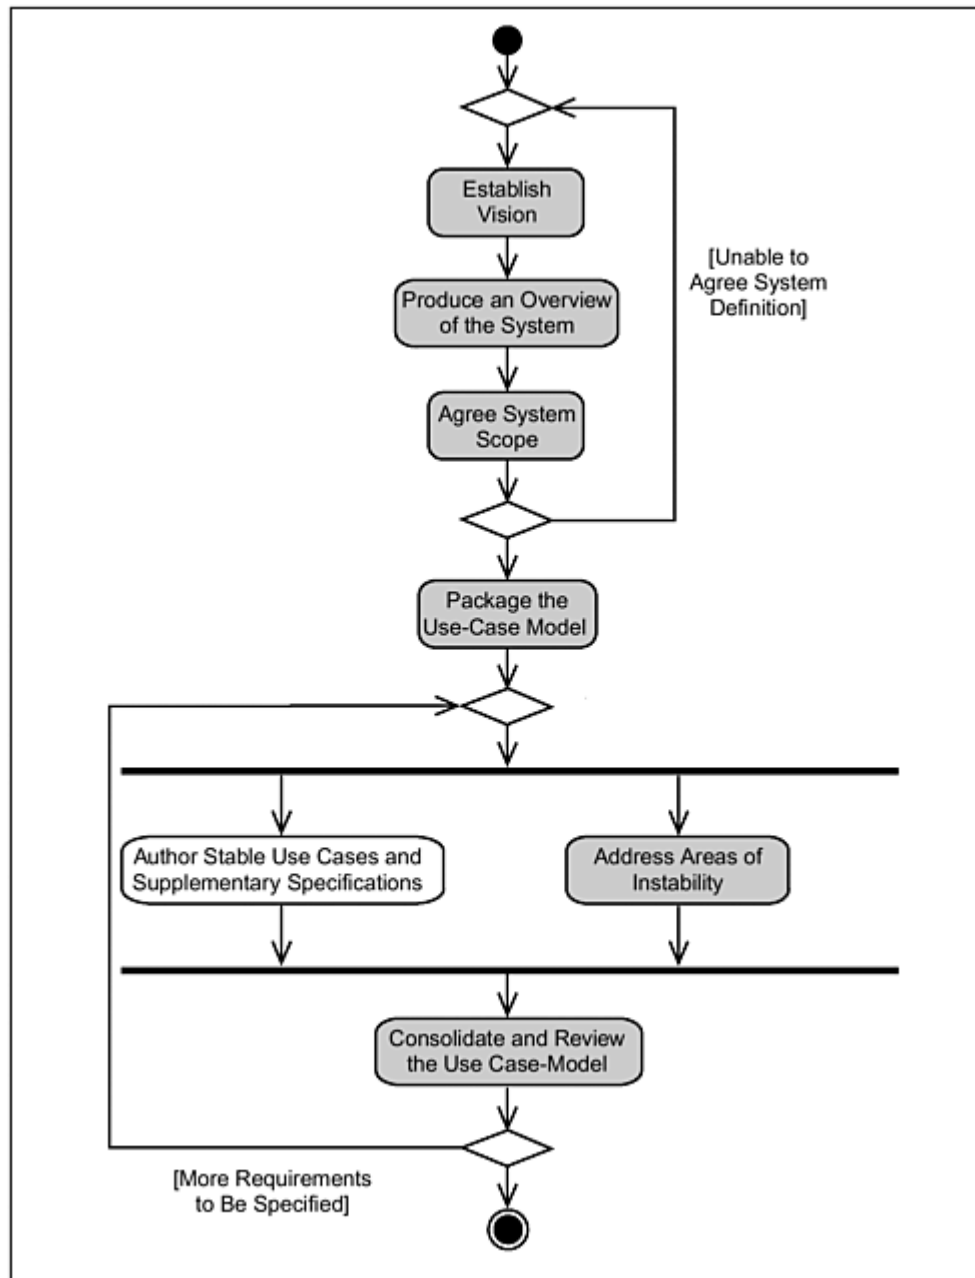 Establish
Vision
[Unable to
Agree System
Definition]
Produce an Overview
of the System
Agree System
Scope
Package the
Use-Case Model
Author Stable Use Cases and
Supplementary Specifications
Address Areas of
Instability
Consolidate and Review
the Use Case-Model
[More Requirements
to Be Specified]